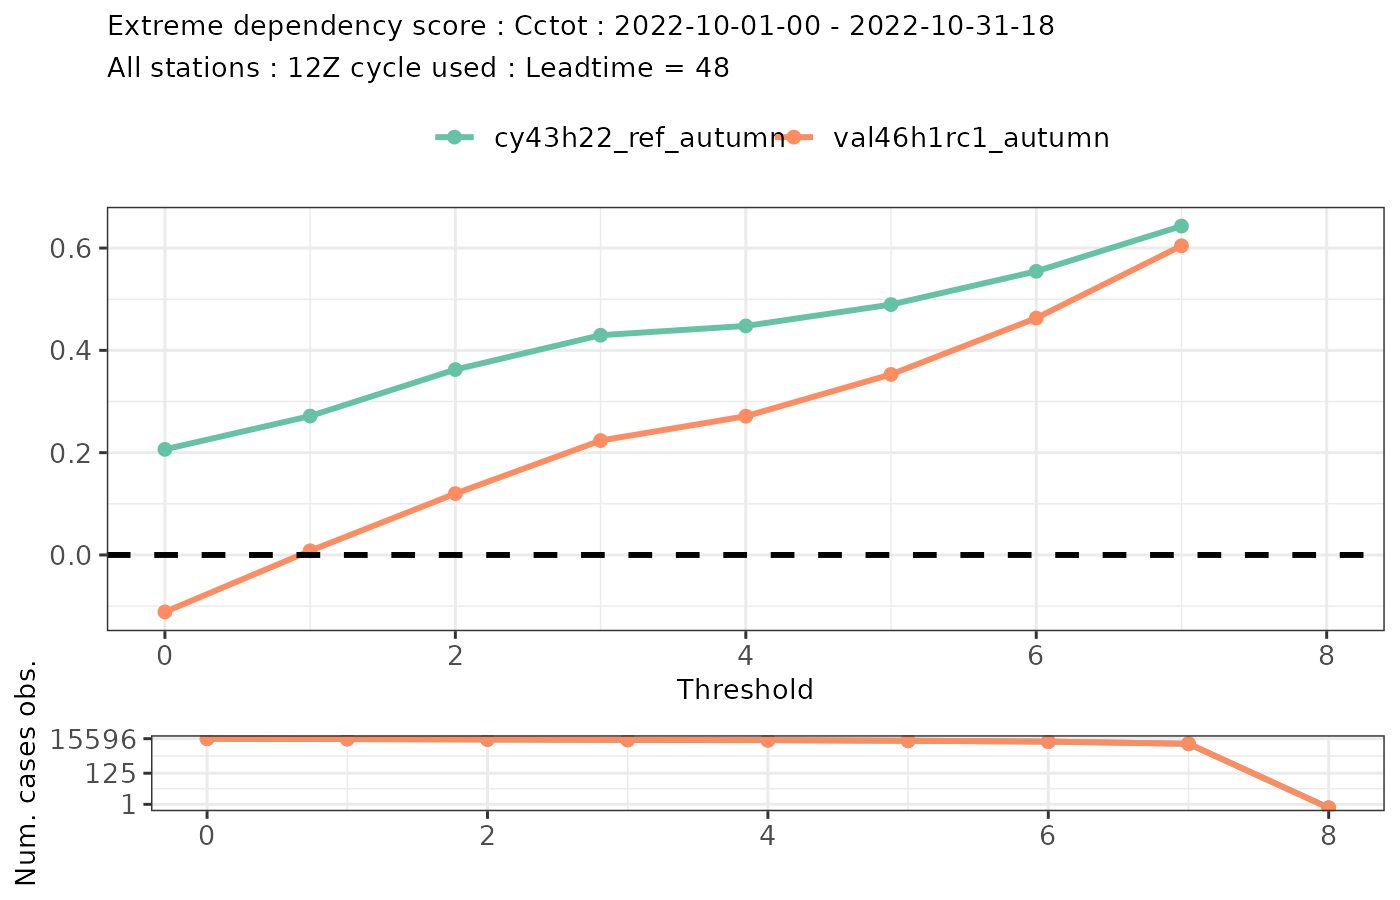 Extreme dependency score : Cctot : 2022-10-01-00 - 2022-10-31-18
All stations : 12Z cycle used : Leadtime = 48
cy43h22_ref_autumn val46h1rc1_autumn
0.6
0.4
0.2
0.0
0 2 4 6 8
Threshold
Num. cases obs.
15596
125
1
0 2 4 6 8